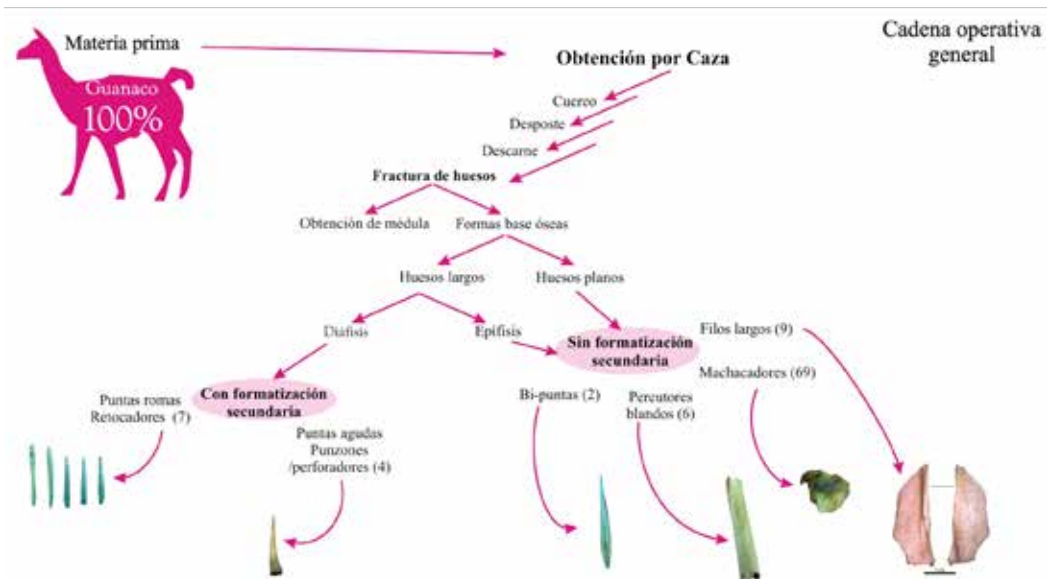 Materia prima
Guanaco
100%
Obtención por Caza
Cadena operativa
general
Cuereo
Desposte
Descarne
Fractura de huesos
Obtención de médula
Formas base óseas
Huesos largos
Huesos planos
Diáfisis
Epífisis
Sin formatización
secundaria
Filos largos (9)
Machacadores (69)
Con formatización
secundaria
Puntas romas
Retocadores (7)
Puntas agudas
Punzones
/perforadores (4)
Bi-puntas (2)
Percutores
blandos (6)